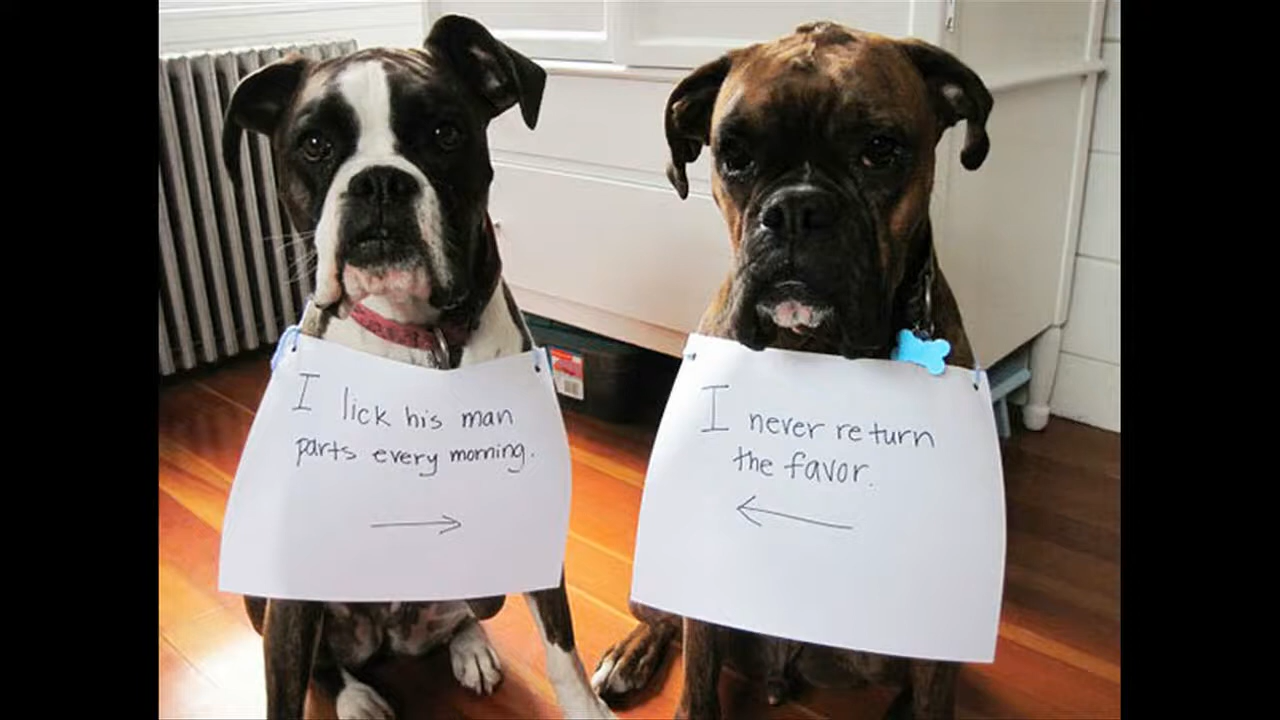 I lick his man
parts every morning.
I never return
the favor.